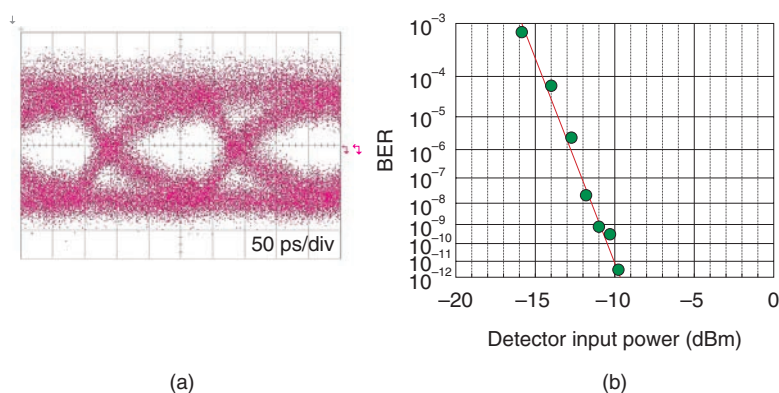 50 ps/div
(a)
BER
10⁻³
10⁻⁴
10⁻⁵
10⁻⁶
10⁻⁷
10⁻⁸
10⁻⁹
10⁻¹⁰
10⁻¹¹
10⁻¹²
−20 −15 −10 −5 0
Detector input power (dBm)
(b)